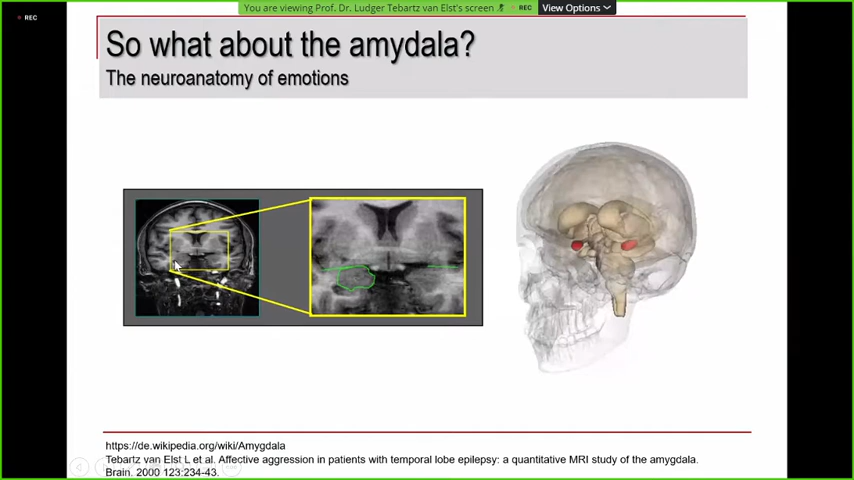 You are viewing Prof. Dr. Ludger Tebartz van Elst's screen
REC
View Options
REC
So what about the amydala?
The neuroanatomy of emotions
https://de.wikipedia.org/wiki/Amygdala
Tebartz van Elst L et al. Affective aggression in patients with temporal lobe epilepsy: a quantitative MRI study of the amygdala.
Brain. 2000 123:234-43.